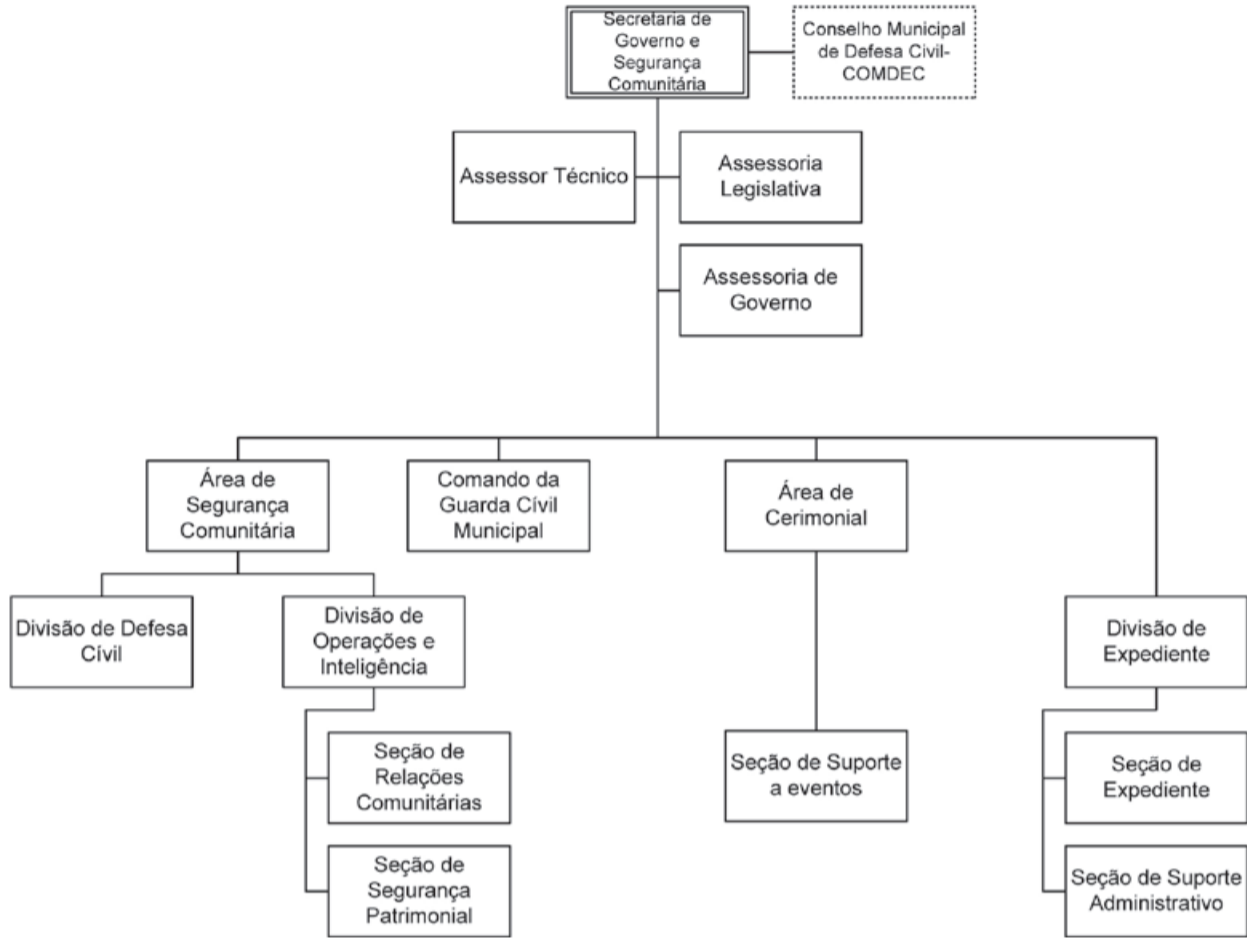 Secretaria de
Governo e
Segurança
Comunitária
Conselho Municipal
de Defesa Civil-
COMDEC
Assessor Técnico
Assessoria
Legislativa
Assessoria de
Governo
Área de
Segurança
Comunitária
Comando da
Guarda Cívil
Municipal
Área de
Cerimonial
Divisão de Defesa
Cívil
Divisão de
Operações e
Inteligência
Divisão de
Expediente
Seção de
Relações
Comunitárias
Seção de Suporte
a eventos
Seção de
Expediente
Seção de
Segurança
Patrimonial
Seção de Suporte
Administrativo